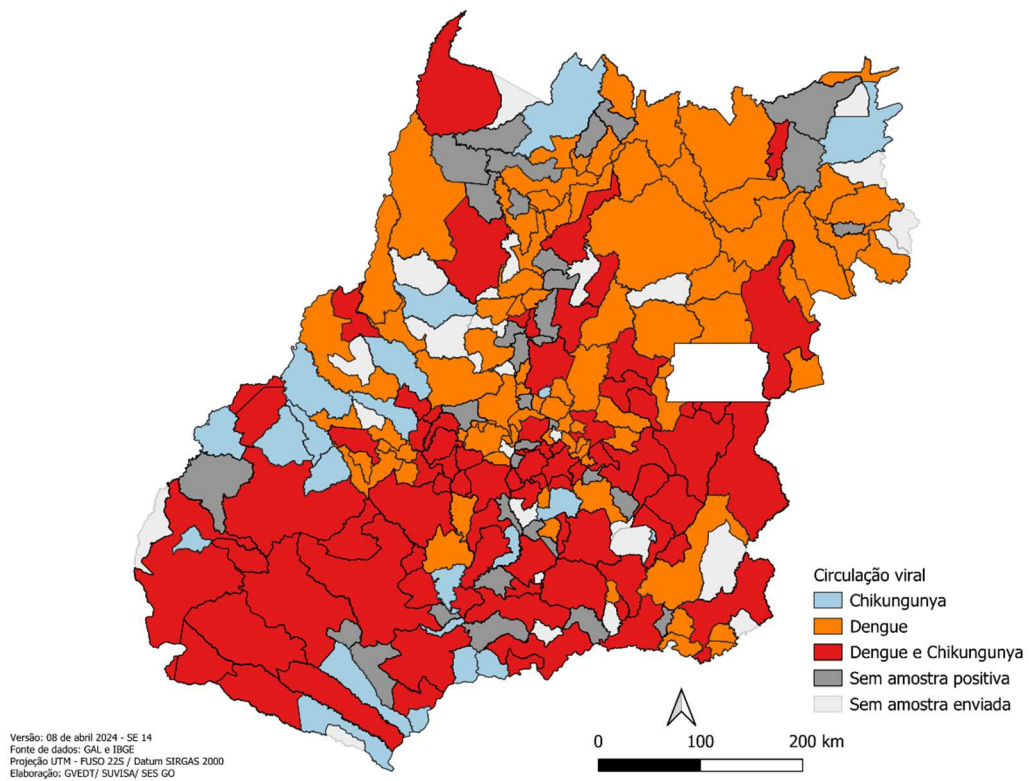 Circulação viral
Chikungunya
Dengue
Dengue e Chikungunya
Sem amostra positiva
Sem amostra enviada
0 100 200 km
Versão: 08 de abril 2024 - SE 14
Fonte de dados: GAL e IBGE
Projeção UTM - FUSO 22S / Datum SIRGAS 2000
Elaboração: GVEDT/ SUVISA/ SES GO